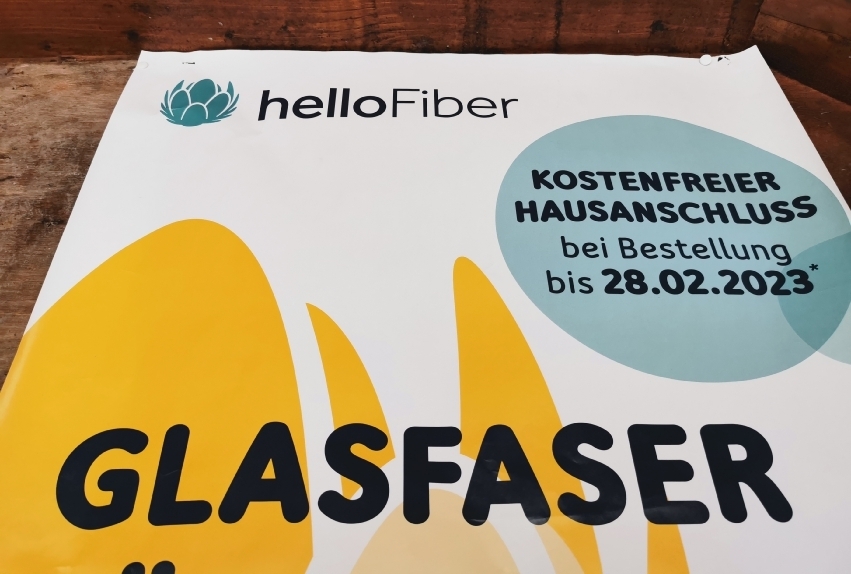 helloFiber
KOSTENFREIER
HAUSANSCHLUSS
bei Bestellung
bis 28.02.2023*
GLASFASER